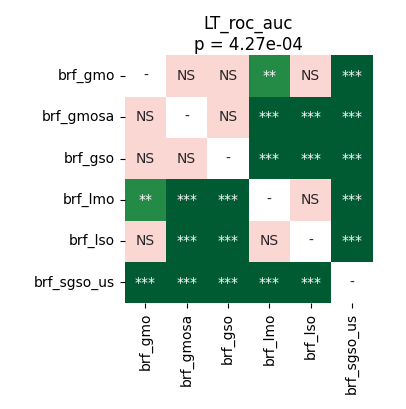 LT_roc_auc
p = 4.27e-04
brf_gmo - NS NS ** NS ***
brf_gmosa NS - NS *** *** ***
brf_gso NS NS - *** *** ***
brf_lmo ** *** *** - NS ***
brf_lso NS *** *** NS - ***
brf_sgso_us *** *** *** *** *** -
brf_gmo
brf_gmosa
brf_gso
brf_lmo
brf_lso
brf_sgso_us